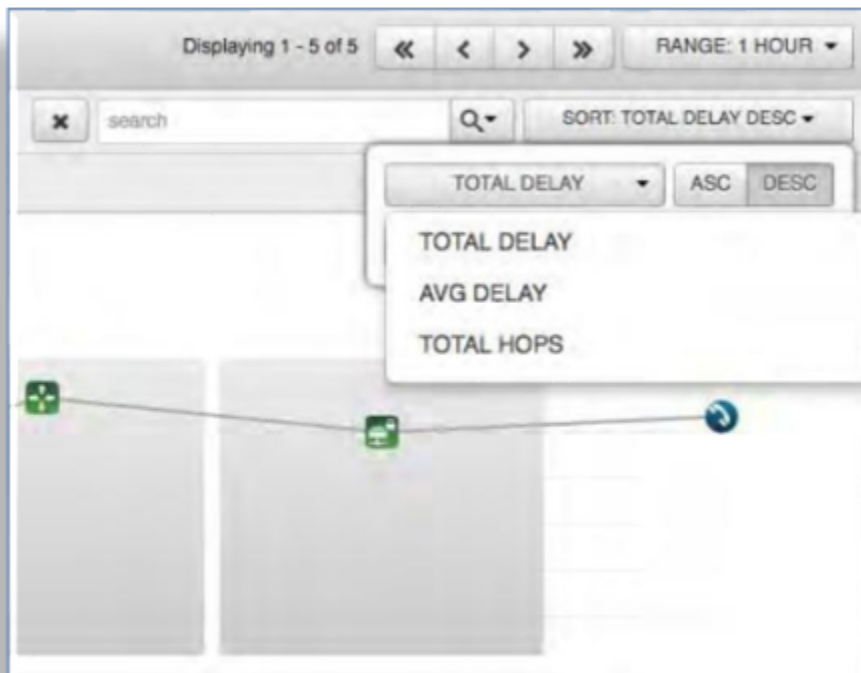 Displaying 1 - 5 of 5
RANGE: 1 HOUR
search
SORT: TOTAL DELAY DESC
TOTAL DELAY
ASC
DESC
TOTAL DELAY
AVG DELAY
TOTAL HOPS